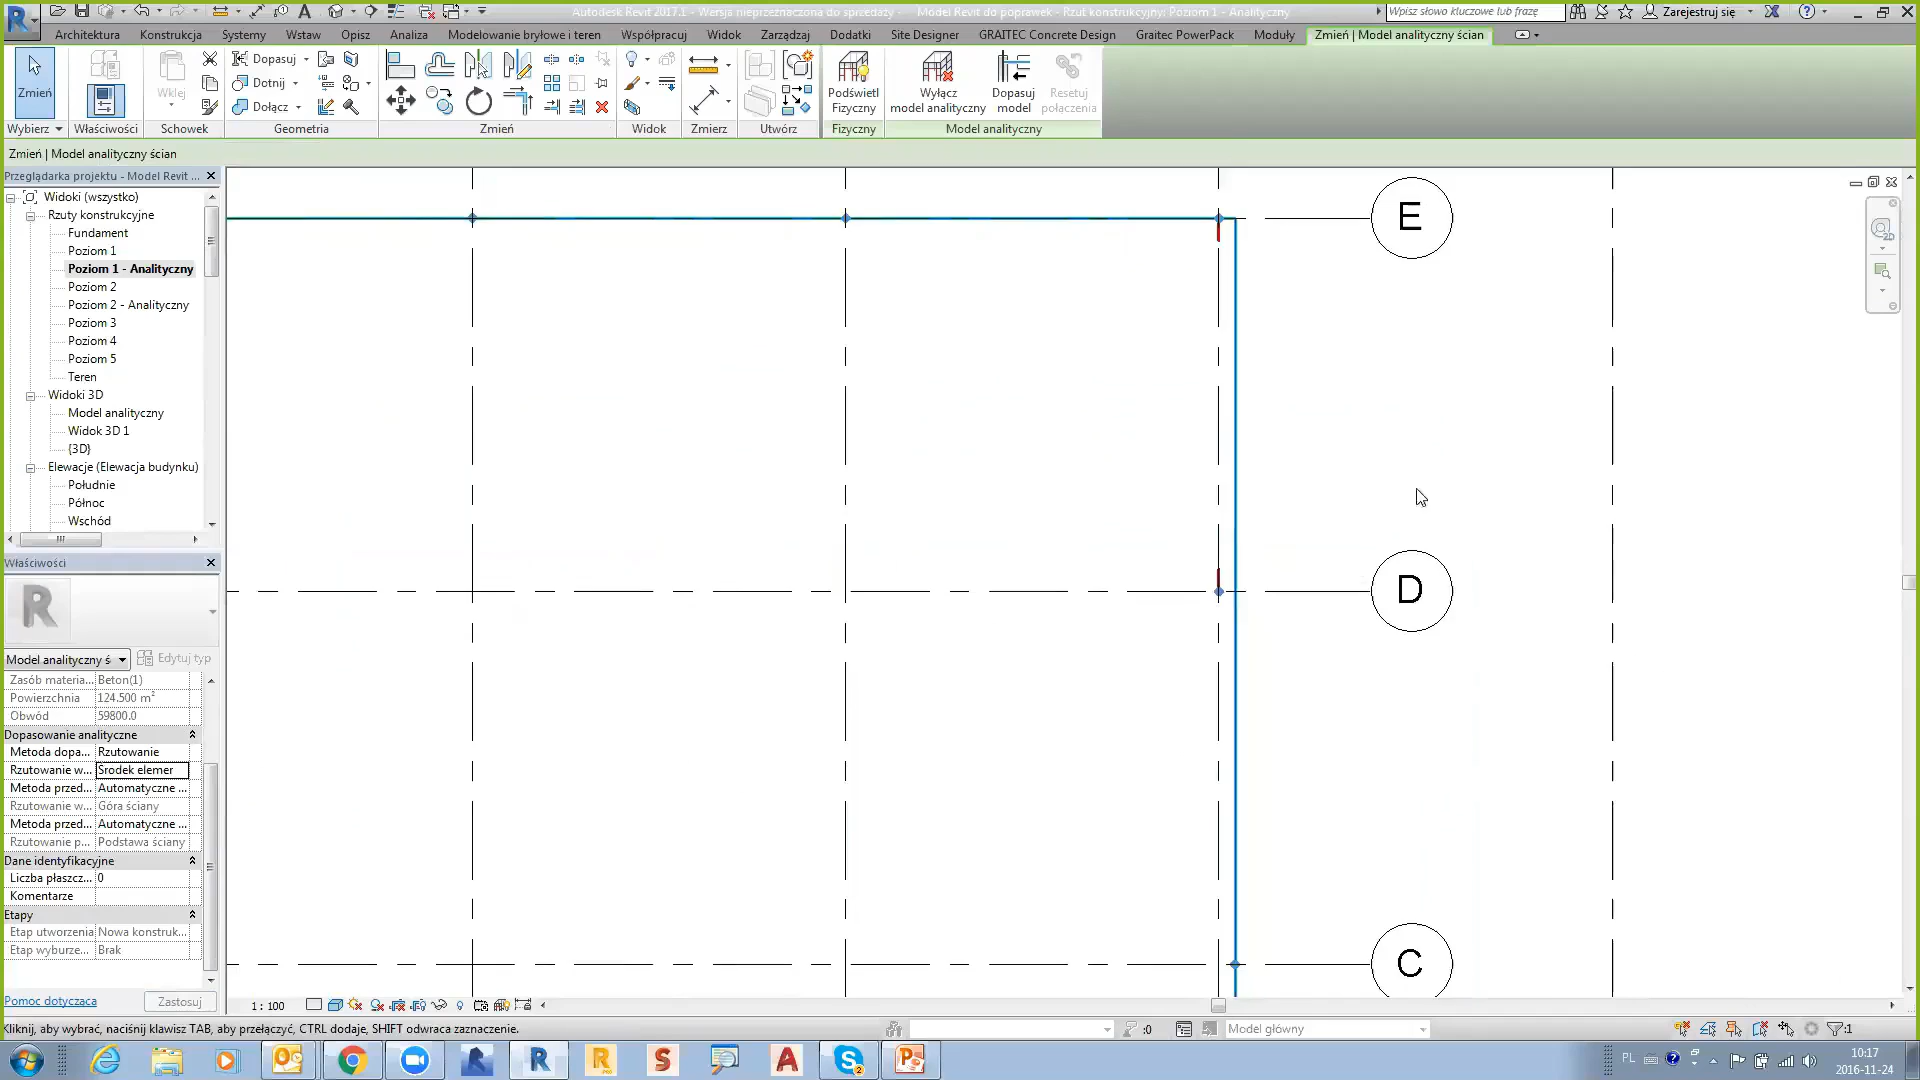 Autodesk Revit 2017.1 - Wersja nieprzeznaczona do sprzedaży - Model Revit do poprawek - Rzut konstrukcyjny: Poziom 1 - Analityczny
Wpisz słowo kluczowe lub frazę
Zarejestruj się
Architektura Konstrukcja Systemy Wstaw Opisz Analiza Modelowanie bryłowe i teren Współpracuj Widok Zarządzaj Dodatki Site Designer GRAITEC Concrete Design Graitec PowerPack Moduły Zmień | Model analityczny ścian
Zmień
Wklej
Dopasuj
Dotnij
Dołącz
Podświetl Fizyczny
Wyłącz model analityczny
Dopasuj model
Resetuj połączenia
Wybierz Właściwości Schowek Geometria Zmień Widok Zmierz Utwórz Fizyczny Model analityczny
Zmień | Model analityczny ścian
Przeglądarka projektu - Model Revit ...
Widoki (wszystko)
Rzuty konstrukcyjne
Fundament
Poziom 1
Poziom 1 - Analityczny
Poziom 2
Poziom 2 - Analityczny
Poziom 3
Poziom 4
Poziom 5
Teren
Widoki 3D
Model analityczny
Widok 3D 1
{3D}
Elewacje (Elewacja budynku)
Południe
Północ
Wschód
Właściwości
R
Model analityczny ś
Edytuj typ
Zasób materia... Beton(1)
Powierzchnia 124.500 m²
Obwód 59800.0
Dopasowanie analityczne
Metoda dopa... Rzutowanie
Rzutowanie w... Środek elemer
Metoda przed... Automatyczne ...
Rzutowanie w... Góra ściany
Metoda przed... Automatyczne ...
Rzutowanie p... Podstawa ściany
Dane identyfikacyjne
Liczba płaszcz... 0
Komentarze
Etapy
Etap utworzenia Nowa konstruk...
Etap wyburze... Brak
Pomoc dotycząca
Zastosuj
E
D
C
1 : 100
Kliknij, aby wybrać, naciśnij klawisz TAB, aby przełączyć, CTRL dodaje, SHIFT odwraca zaznaczenie.
:0
Model główny
:1
PL
10:17
2016-11-24